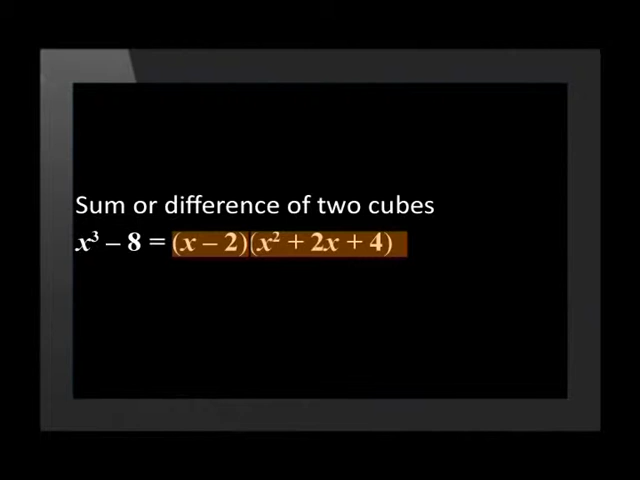 Sum or difference of two cubes
x³ – 8 = (x – 2)(x² + 2x + 4)